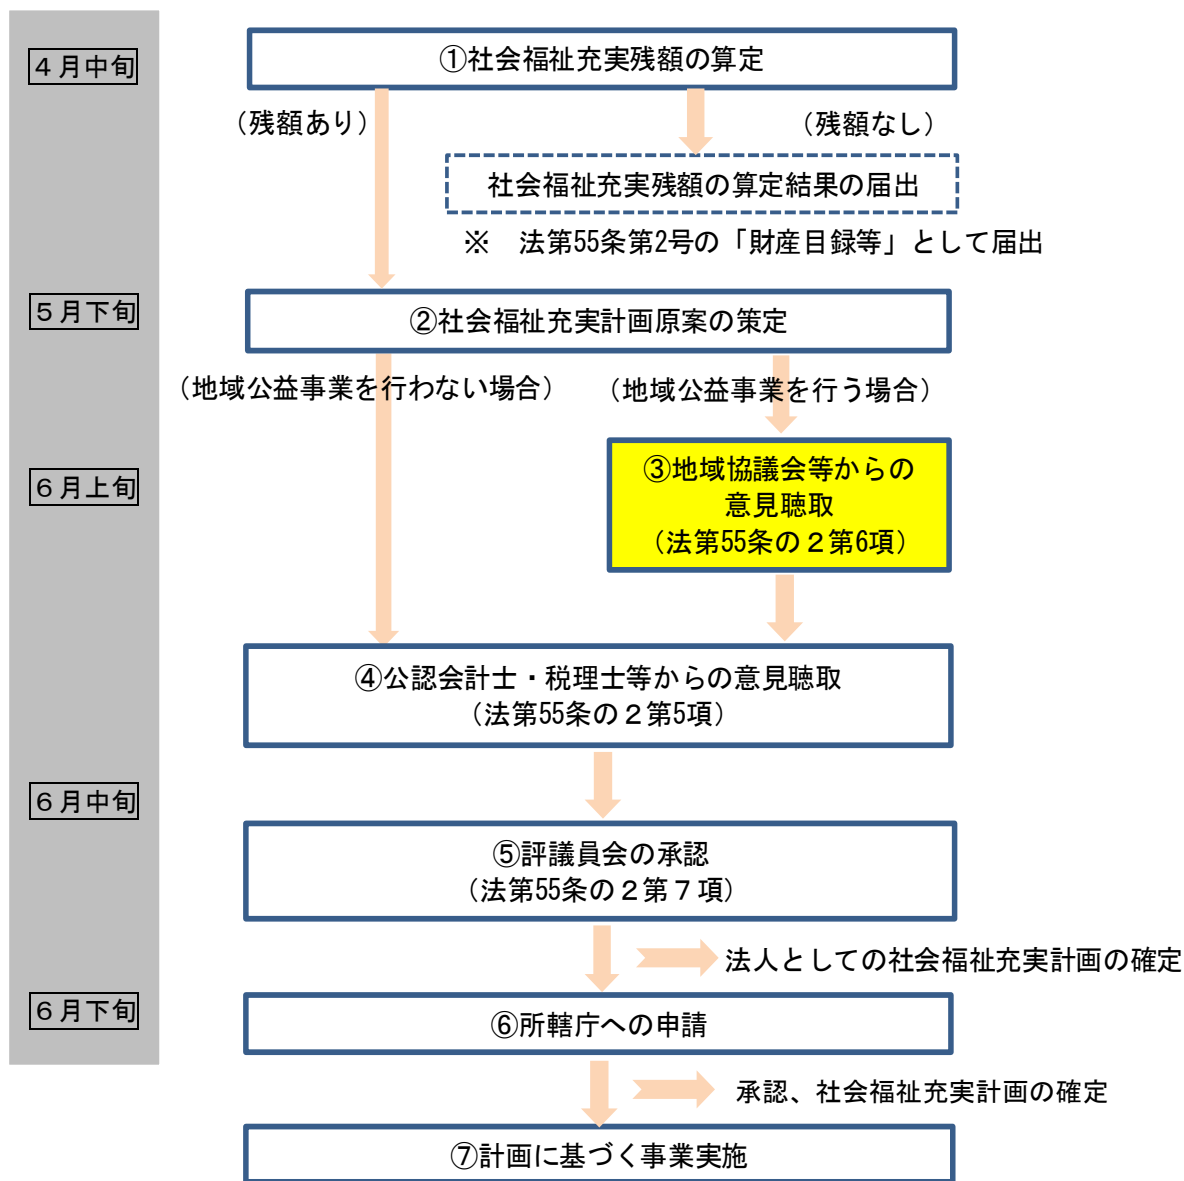 ４月中旬
①社会福祉充実残額の算定
（残額あり）
（残額なし）
社会福祉充実残額の算定結果の届出
※　法第55条第2号の「財産目録等」として届出
５月下旬
②社会福祉充実計画原案の策定
（地域公益事業を行わない場合）
（地域公益事業を行う場合）
６月上旬
③地域協議会等からの
意見聴取
（法第55条の２第6項）
④公認会計士・税理士等からの意見聴取
（法第55条の２第5項）
６月中旬
⑤評議員会の承認
（法第55条の２第７項）
法人としての社会福祉充実計画の確定
６月下旬
⑥所轄庁への申請
承認、社会福祉充実計画の確定
⑦計画に基づく事業実施